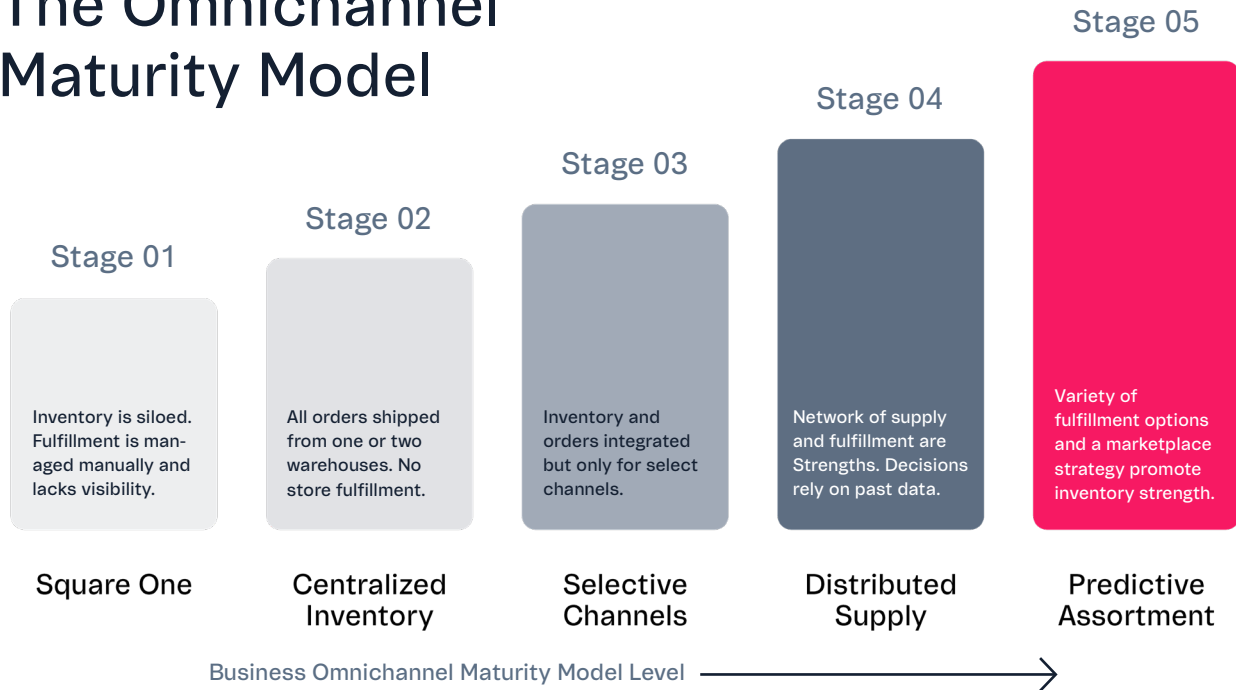 The Omnichannel
Maturity Model
Stage 01
Inventory is siloed.
Fulfillment is man-
aged manually and
lacks visibility.
Square One
Stage 02
All orders shipped
from one or two
warehouses. No
store fulfillment.
Centralized
Inventory
Stage 03
Inventory and
orders integrated
but only for select
channels.
Selective
Channels
Stage 04
Network of supply
and fulfillment are
Strengths. Decisions
rely on past data.
Distributed
Supply
Stage 05
Variety of
fulfillment options
and a marketplace
strategy promote
inventory strength.
Predictive
Assortment
Business Omnichannel Maturity Model Level